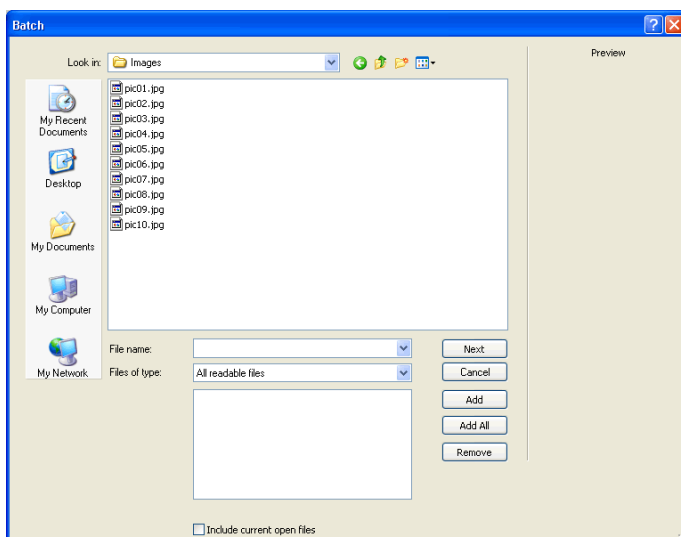 Batch
Look in: Images
Preview
My Recent
Documents
Desktop
My Documents
My Computer
My Network
pic01.jpg
pic02.jpg
pic03.jpg
pic04.jpg
pic05.jpg
pic06.jpg
pic07.jpg
pic08.jpg
pic09.jpg
pic10.jpg
File name:
Next
Files of type: All readable files
Cancel
Add
Add All
Remove
Include current open files